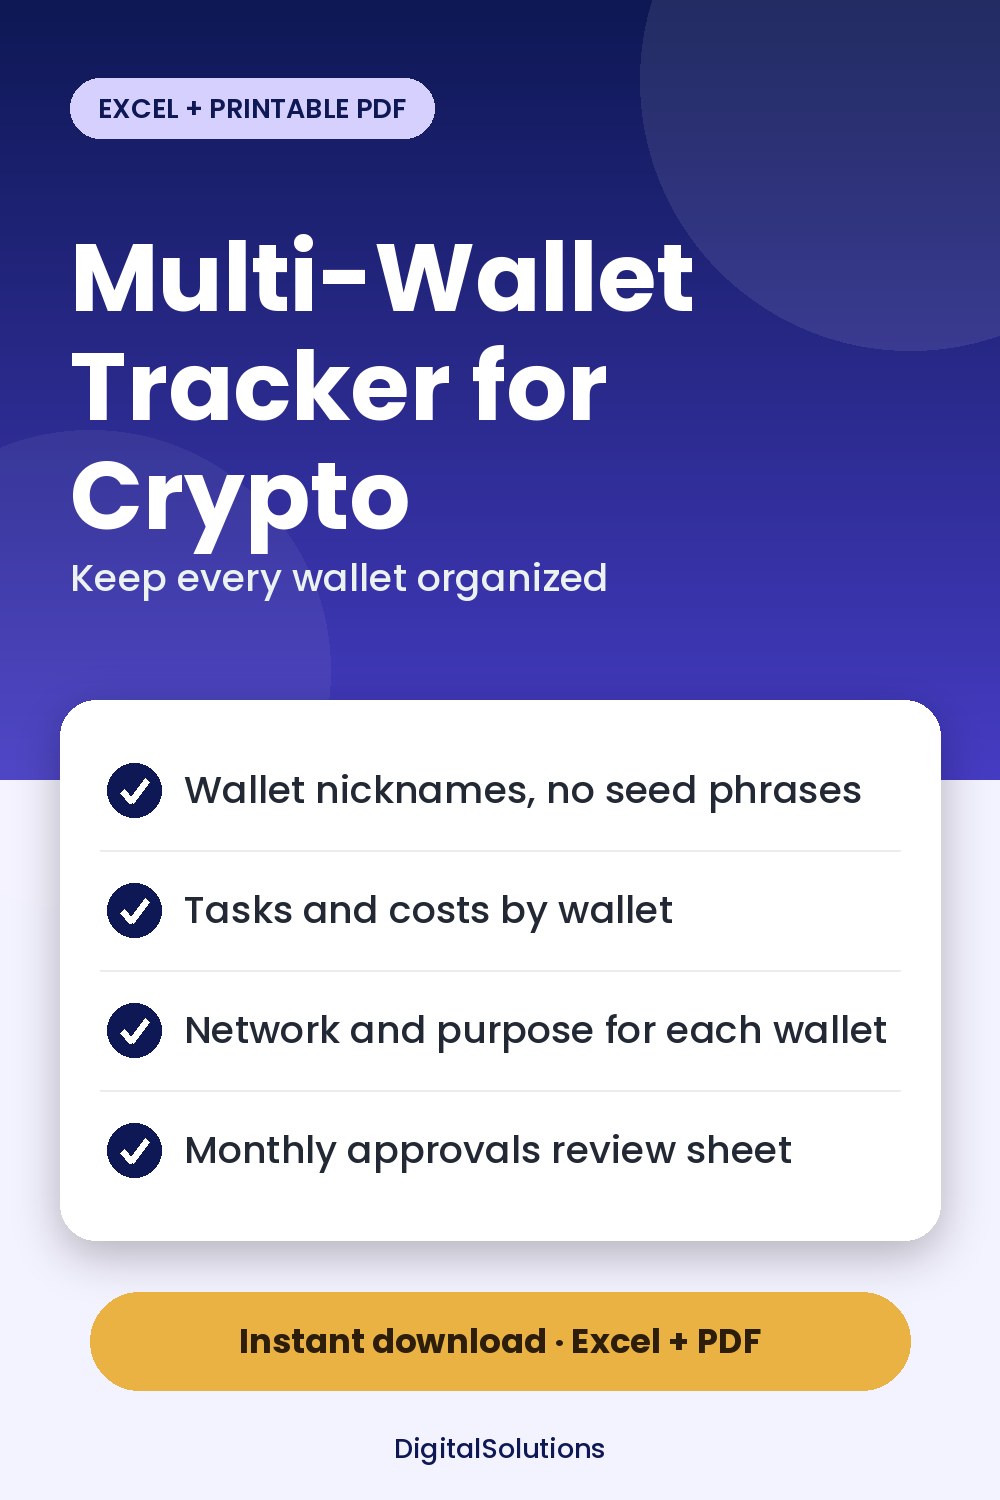 EXCEL + PRINTABLE PDF
Multi-Wallet
Tracker for
Crypto
Keep every wallet organized
Wallet nicknames, no seed phrases
Tasks and costs by wallet
Network and purpose for each wallet
Monthly approvals review sheet
Instant download · Excel + PDF
DigitalSolutions